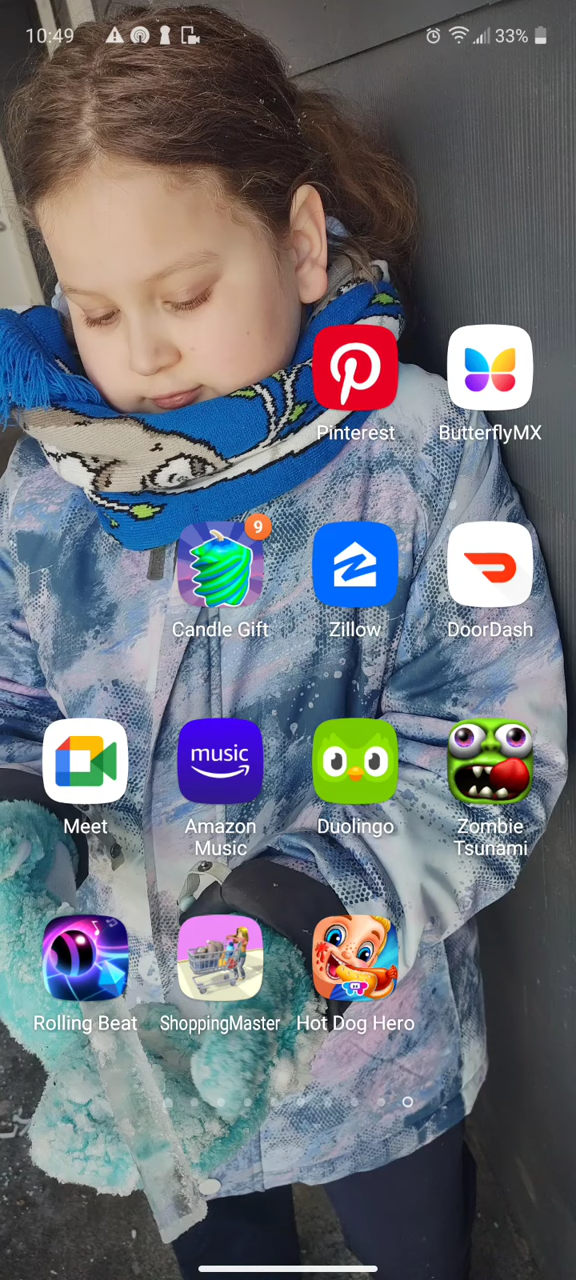 10:49 33%
Pinterest ButterflyMX
9
Candle Gift Zillow DoorDash
music
Meet Amazon Music Duolingo Zombie Tsunami
Rolling Beat ShoppingMaster Hot Dog Hero